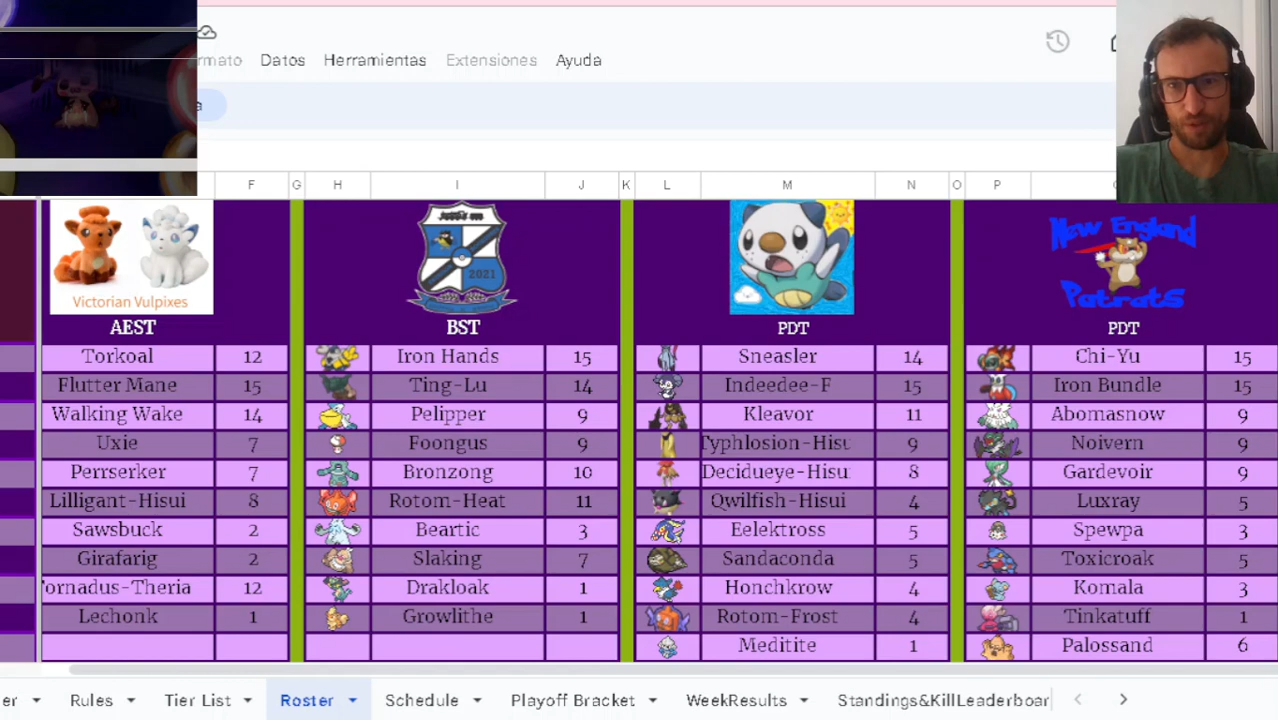 rmato Datos Herramientas Extensiones Ayuda
a
F G H I J K L M N O P
Victorian Vulpixes
2021
New England
Patrats
AEST BST PDT PDT
Torkoal 12 Iron Hands 15 Sneasler 14 Chi-Yu 15
Flutter Mane 15 Ting-Lu 14 Indeedee-F 15 Iron Bundle 15
Walking Wake 14 Pelipper 9 Kleavor 11 Abomasnow 9
Uxie 7 Foongus 9 Typhlosion-Hisu 9 Noivern 9
Perrserker 7 Bronzong 10 Decidueye-Hisu 8 Gardevoir 9
Lilligant-Hisui 8 Rotom-Heat 11 Qwilfish-Hisui 4 Luxray 5
Sawsbuck 2 Beartic 3 Eelektross 5 Spewpa 3
Girafarig 2 Slaking 7 Sandaconda 5 Toxicroak 5
ornadus-Theria 12 Drakloak 1 Honchkrow 4 Komala 3
Lechonk 1 Growlithe 1 Rotom-Frost 4 Tinkatuff 1
Meditite 1 Palossand 6
er Rules Tier List Roster Schedule Playoff Bracket WeekResults Standings&KillLeaderboar